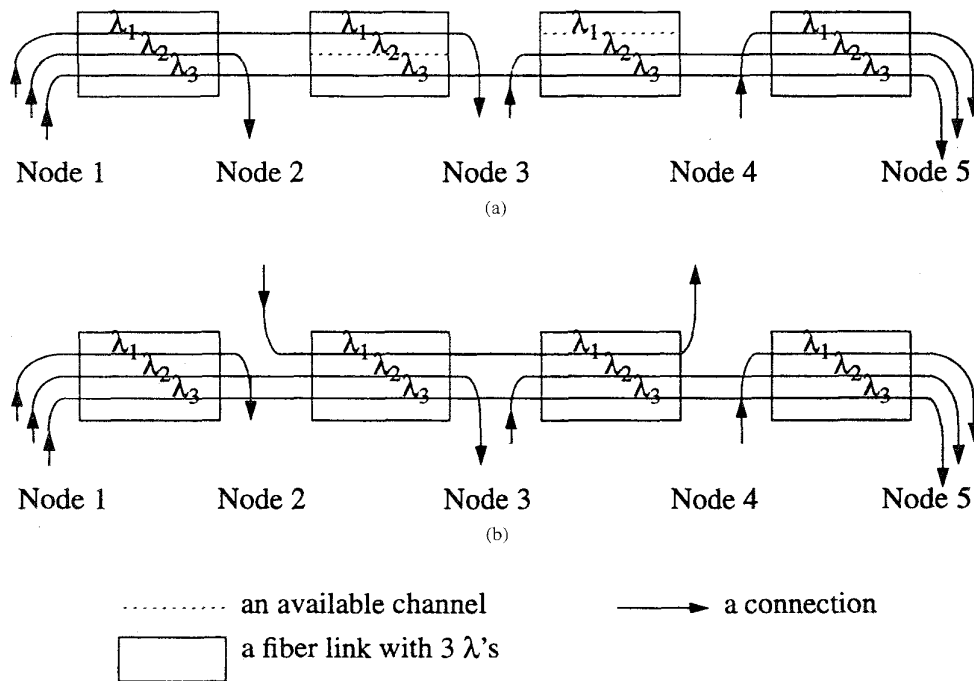 λ1 λ2 λ3 λ1 λ2 λ3 λ1 λ2 λ3 λ1 λ2 λ3
Node 1 Node 2 Node 3 Node 4 Node 5
(a)
λ1 λ2 λ3 λ1 λ2 λ3 λ1 λ2 λ3 λ1 λ2 λ3
Node 1 Node 2 Node 3 Node 4 Node 5
(b)
an available channel a connection
a fiber link with 3 λ's